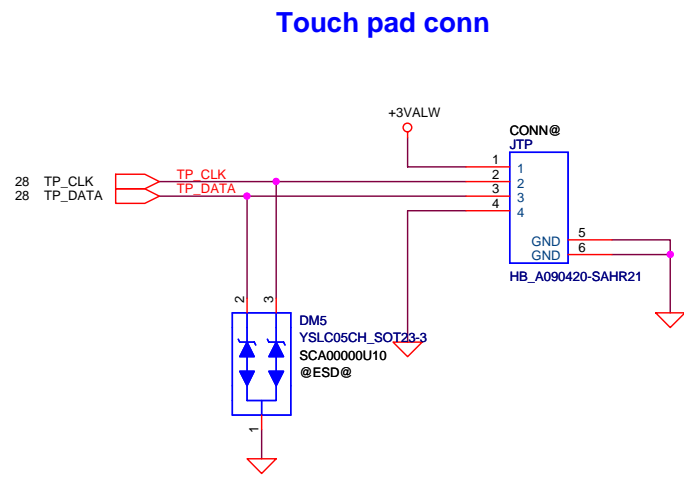 Touch pad conn
+3VALW
CONN@
JTP
1 1
28 TP_CLK TP_CLK 2 2
28 TP_DATA TP_DATA 3 3
4 4
GND 5
GND 6
HB_A090420-SAHR21
2 3
DM5
YSLC05CH_SOT23-3
SCA00000U10
@ESD@
1